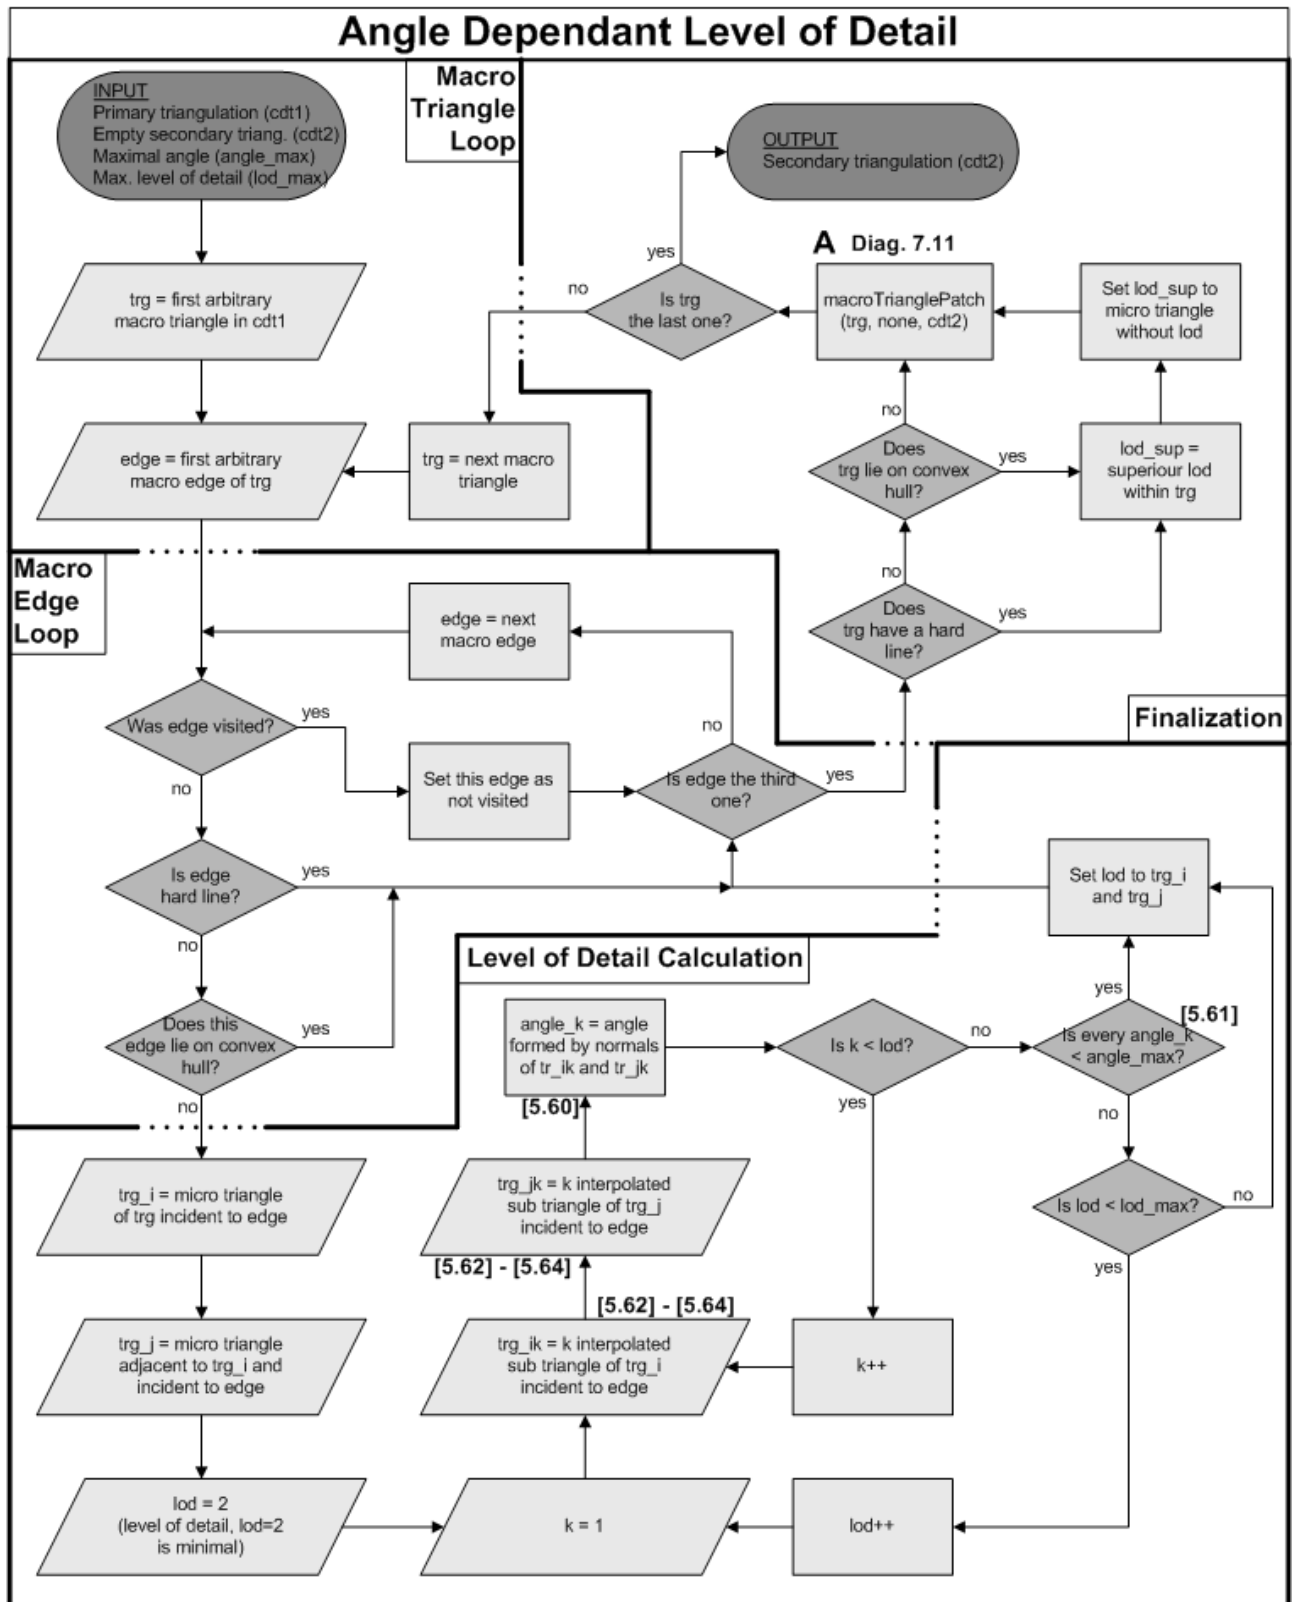 Angle Dependant Level of Detail
Macro
Triangle
Loop
INPUT
Primary triangulation (cdt1)
Empty secondary triang. (cdt2)
Maximal angle (angle_max)
Max. level of detail (lod_max)
OUTPUT
Secondary triangulation (cdt2)
trg = first arbitrary
macro triangle in cdt1
yes
no
Is trg
the last one?
A Diag. 7.11
macroTrianglePatch
(trg, none, cdt2)
Set lod_sup to
micro triangle
without lod
edge = first arbitrary
macro edge of trg
trg = next macro
triangle
no
Does
trg lie on convex
hull?
yes
lod_sup =
superiour lod
within trg
Macro
Edge
Loop
edge = next
macro edge
no
Does
trg have a hard
line?
yes
Finalization
Was edge visited?
yes
no
Set this edge as
not visited
no
Is edge the third
one?
yes
Is edge
hard line?
yes
no
Set lod to trg_i
and trg_j
Level of Detail Calculation
Does this
edge lie on convex
hull?
yes
no
angle_k = angle
formed by normals
of tr_ik and tr_jk
[5.60]
Is k < lod?
no
yes
yes
[5.61]
Is every angle_k
< angle_max?
no
trg_i = micro triangle
of trg incident to edge
trg_jk = k interpolated
sub triangle of trg_j
incident to edge
[5.62] - [5.64]
Is lod < lod_max?
no
yes
trg_j = micro triangle
adjacent to trg_i and
incident to edge
[5.62] - [5.64]
trg_ik = k interpolated
sub triangle of trg_i
incident to edge
k++
lod = 2
(level of detail, lod=2
is minimal)
k = 1
lod++